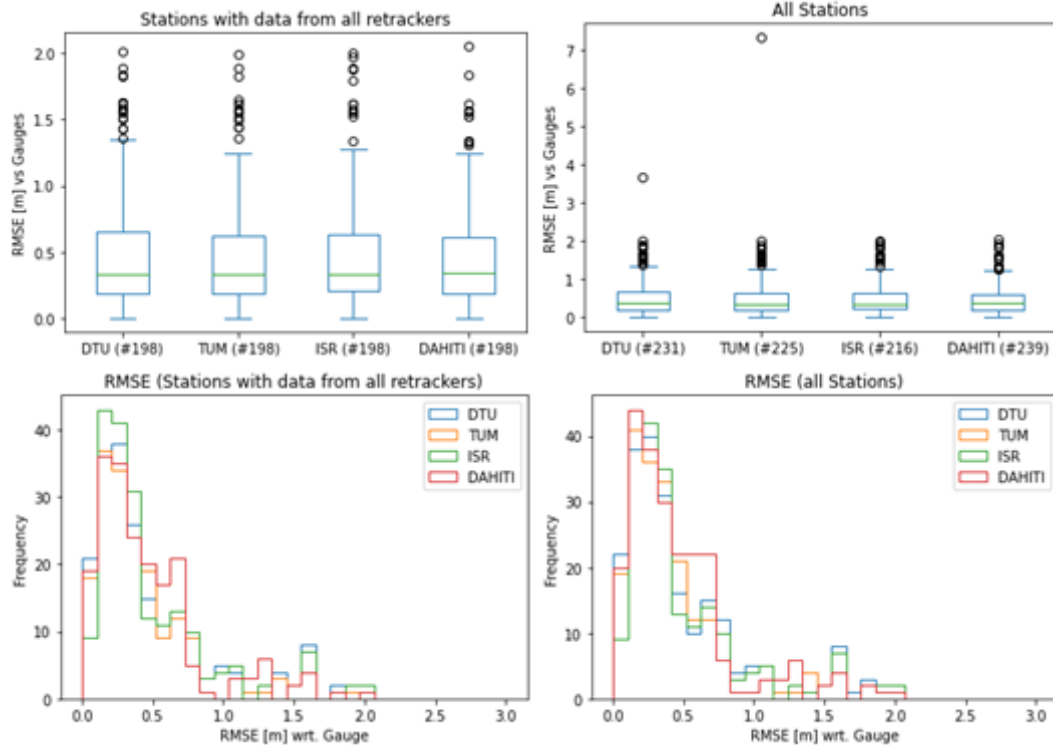 Stations with data from all retrackers
RMSE [m] vs Gauges
2.0
1.5
1.0
0.5
0.0
DTU (#198) TUM (#198) ISR (#198) DAHITI (#198)
All Stations
RMSE [m] vs Gauges
7
6
5
4
3
2
1
0
DTU (#231) TUM (#225) ISR (#216) DAHITI (#239)
RMSE (Stations with data from all retrackers)
Frequency
40
30
20
10
0
DTU
TUM
ISR
DAHITI
0.0 0.5 1.0 1.5 2.0 2.5 3.0
RMSE [m] wrt. Gauge
RMSE (all Stations)
Frequency
40
30
20
10
0
DTU
TUM
ISR
DAHITI
0.0 0.5 1.0 1.5 2.0 2.5 3.0
RMSE [m] wrt. Gauge